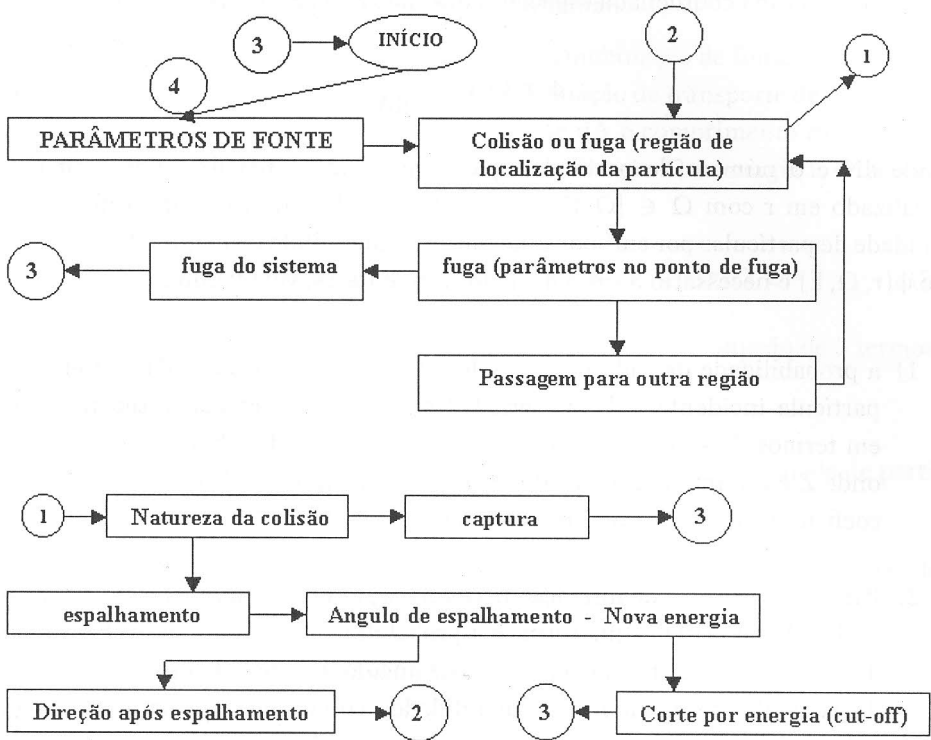 3
INÍCIO
2
1
4
PARÂMETROS DE FONTE
Colisão ou fuga (região de
localização da partícula)
3
fuga do sistema
fuga (parâmetros no ponto de fuga)
Passagem para outra região
1
Natureza da colisão
captura
3
espalhamento
Angulo de espalhamento - Nova energia
Direção após espalhamento
2
3
Corte por energia (cut-off)